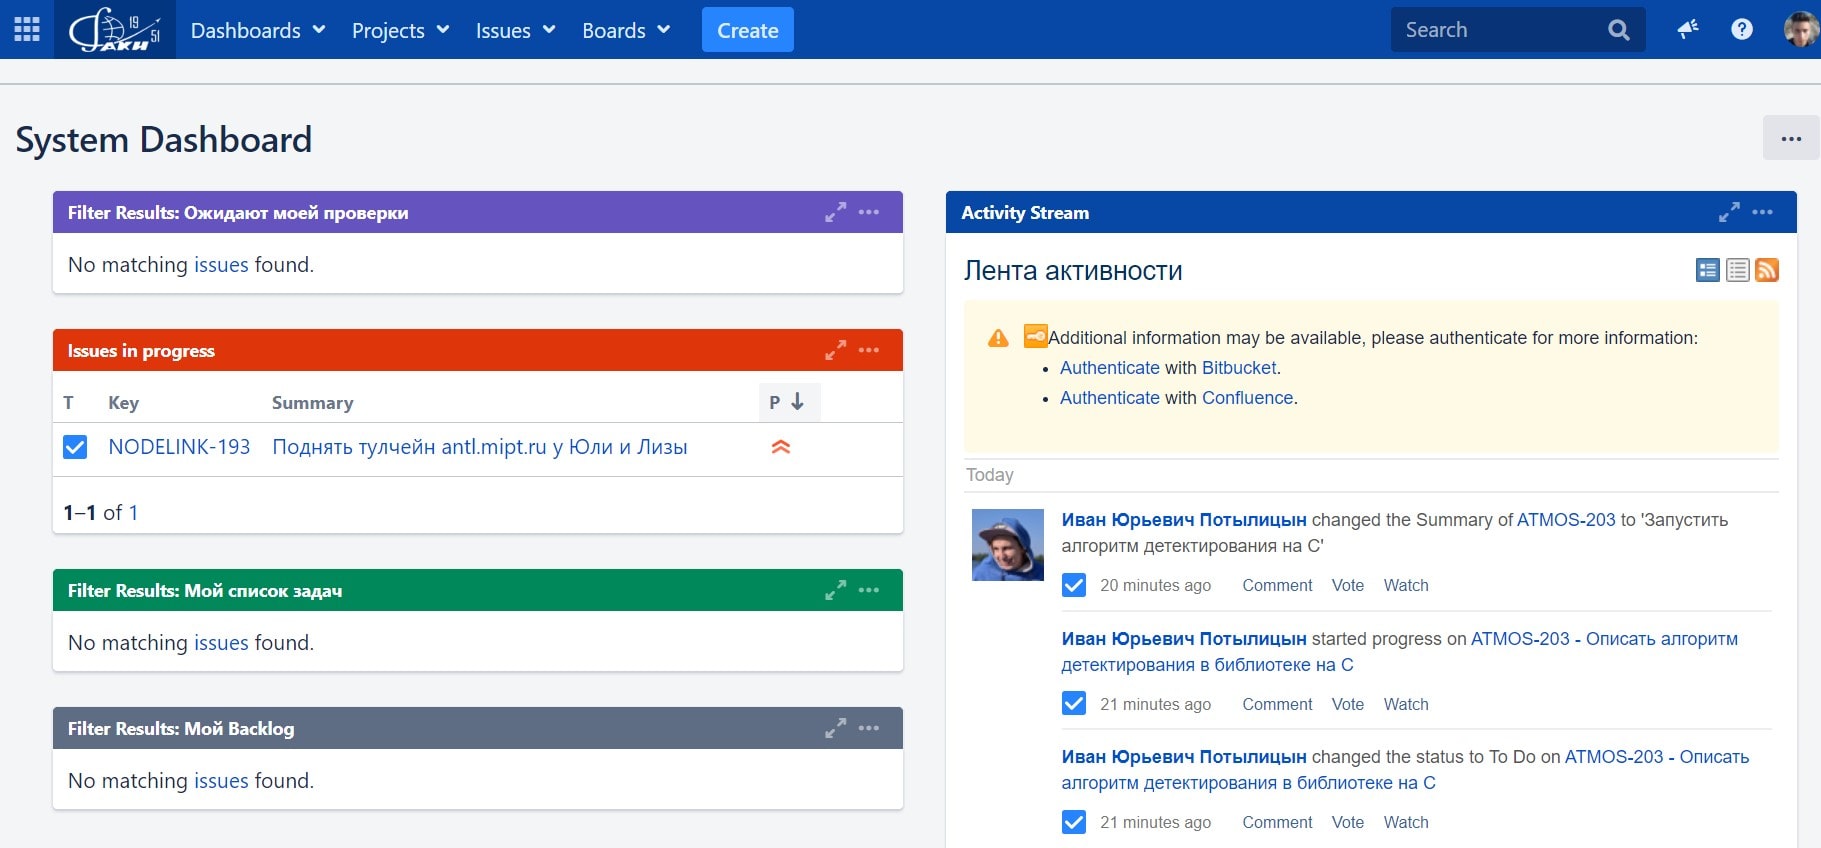 19
ФАКИ 51
Dashboards
Projects
Issues
Boards
Create
Search
?
System Dashboard
...
Filter Results: Ожидают моей проверки
No matching issues found.
Issues in progress
T Key Summary P
NODELINK-193 Поднять тулчейн antl.mipt.ru у Юли и Лизы
1–1 of 1
Filter Results: Мой список задач
No matching issues found.
Filter Results: Мой Backlog
No matching issues found.
Activity Stream
Лента активности
Additional information may be available, please authenticate for more information:
• Authenticate with Bitbucket.
• Authenticate with Confluence.
Today
Иван Юрьевич Потылицын changed the Summary of ATMOS-203 to 'Запустить
алгоритм детектирования на C'
20 minutes ago Comment Vote Watch
Иван Юрьевич Потылицын started progress on ATMOS-203 - Описать алгоритм
детектирования в библиотеке на C
21 minutes ago Comment Vote Watch
Иван Юрьевич Потылицын changed the status to To Do on ATMOS-203 - Описать
алгоритм детектирования в библиотеке на C
21 minutes ago Comment Vote Watch